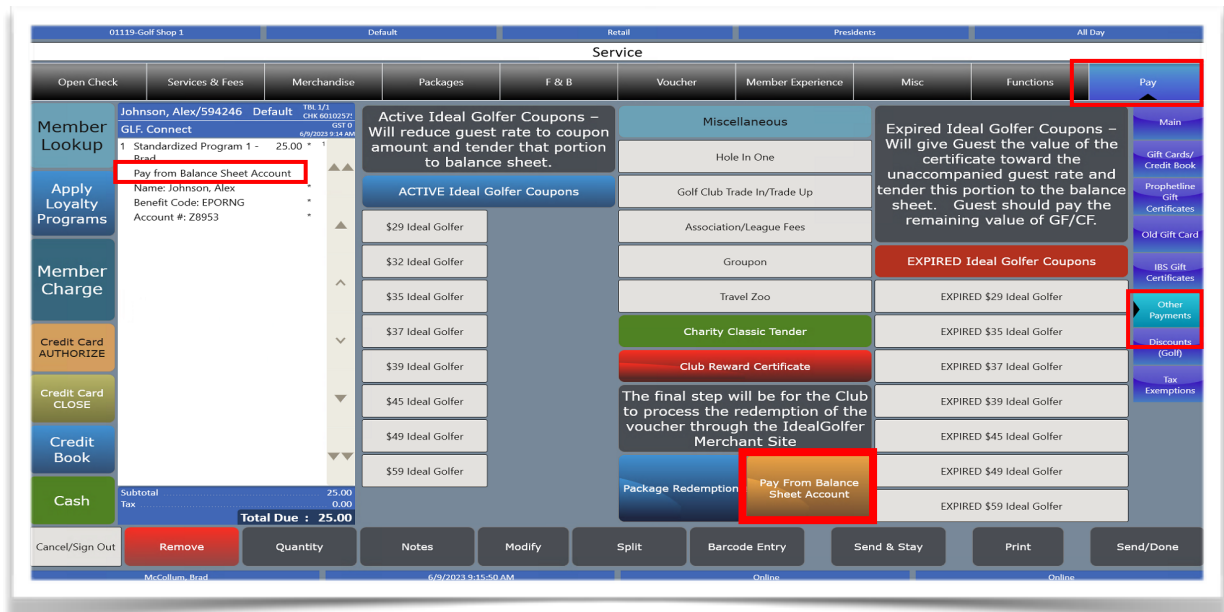 01119-Golf Shop 1
Default
Retail
Presidents
All Day
Service
Open Check
Services & Fees
Merchandise
Packages
F & B
Voucher
Member Experience
Misc
Functions
Pay
Member
Lookup
Apply
Loyalty
Programs
Member
Charge
Credit Card
AUTHORIZE
Credit Card
CLOSE
Credit
Book
Cash
Johnson, Alex/594246 Default TBL 1/1
CHK 6010257
GLF. Connect GST 0
6/9/2023 9:14 AM
1 Standardized Program 1 - 25.00 * 1
Brad
Pay from Balance Sheet Account
Name: Johnson, Alex *
Benefit Code: EPORNG *
Account #: Z8953 *
Subtotal 25.00
Tax 0.00
Total Due : 25.00
Active Ideal Golfer Coupons –
Will reduce guest rate to coupon
amount and tender that portion
to balance sheet.
ACTIVE Ideal Golfer Coupons
$29 Ideal Golfer
$32 Ideal Golfer
$35 Ideal Golfer
$37 Ideal Golfer
$39 Ideal Golfer
$45 Ideal Golfer
$49 Ideal Golfer
$59 Ideal Golfer
Miscellaneous
Hole In One
Golf Club Trade In/Trade Up
Association/League Fees
Groupon
Travel Zoo
Charity Classic Tender
Club Reward Certificate
The final step will be for the Club
to process the redemption of the
voucher through the IdealGolfer
Merchant Site
Package Redemption
Pay From Balance
Sheet Account
Expired Ideal Golfer Coupons –
Will give Guest the value of the
certificate toward the
unaccompanied guest rate and
tender this portion to the balance
sheet. Guest should pay the
remaining value of GF/CF.
EXPIRED Ideal Golfer Coupons
EXPIRED $29 Ideal Golfer
EXPIRED $35 Ideal Golfer
EXPIRED $37 Ideal Golfer
EXPIRED $39 Ideal Golfer
EXPIRED $45 Ideal Golfer
EXPIRED $49 Ideal Golfer
EXPIRED $59 Ideal Golfer
Main
Gift Cards/
Credit Book
Prophetline
Gift
Certificates
Old Gift Card
IBS Gift
Certificates
Other
Payments
Discounts
(Golf)
Tax
Exemptions
Cancel/Sign Out
Remove
Quantity
Notes
Modify
Split
Barcode Entry
Send & Stay
Print
Send/Done
McCollum, Brad
6/9/2023 9:15:50 AM
Online
Online